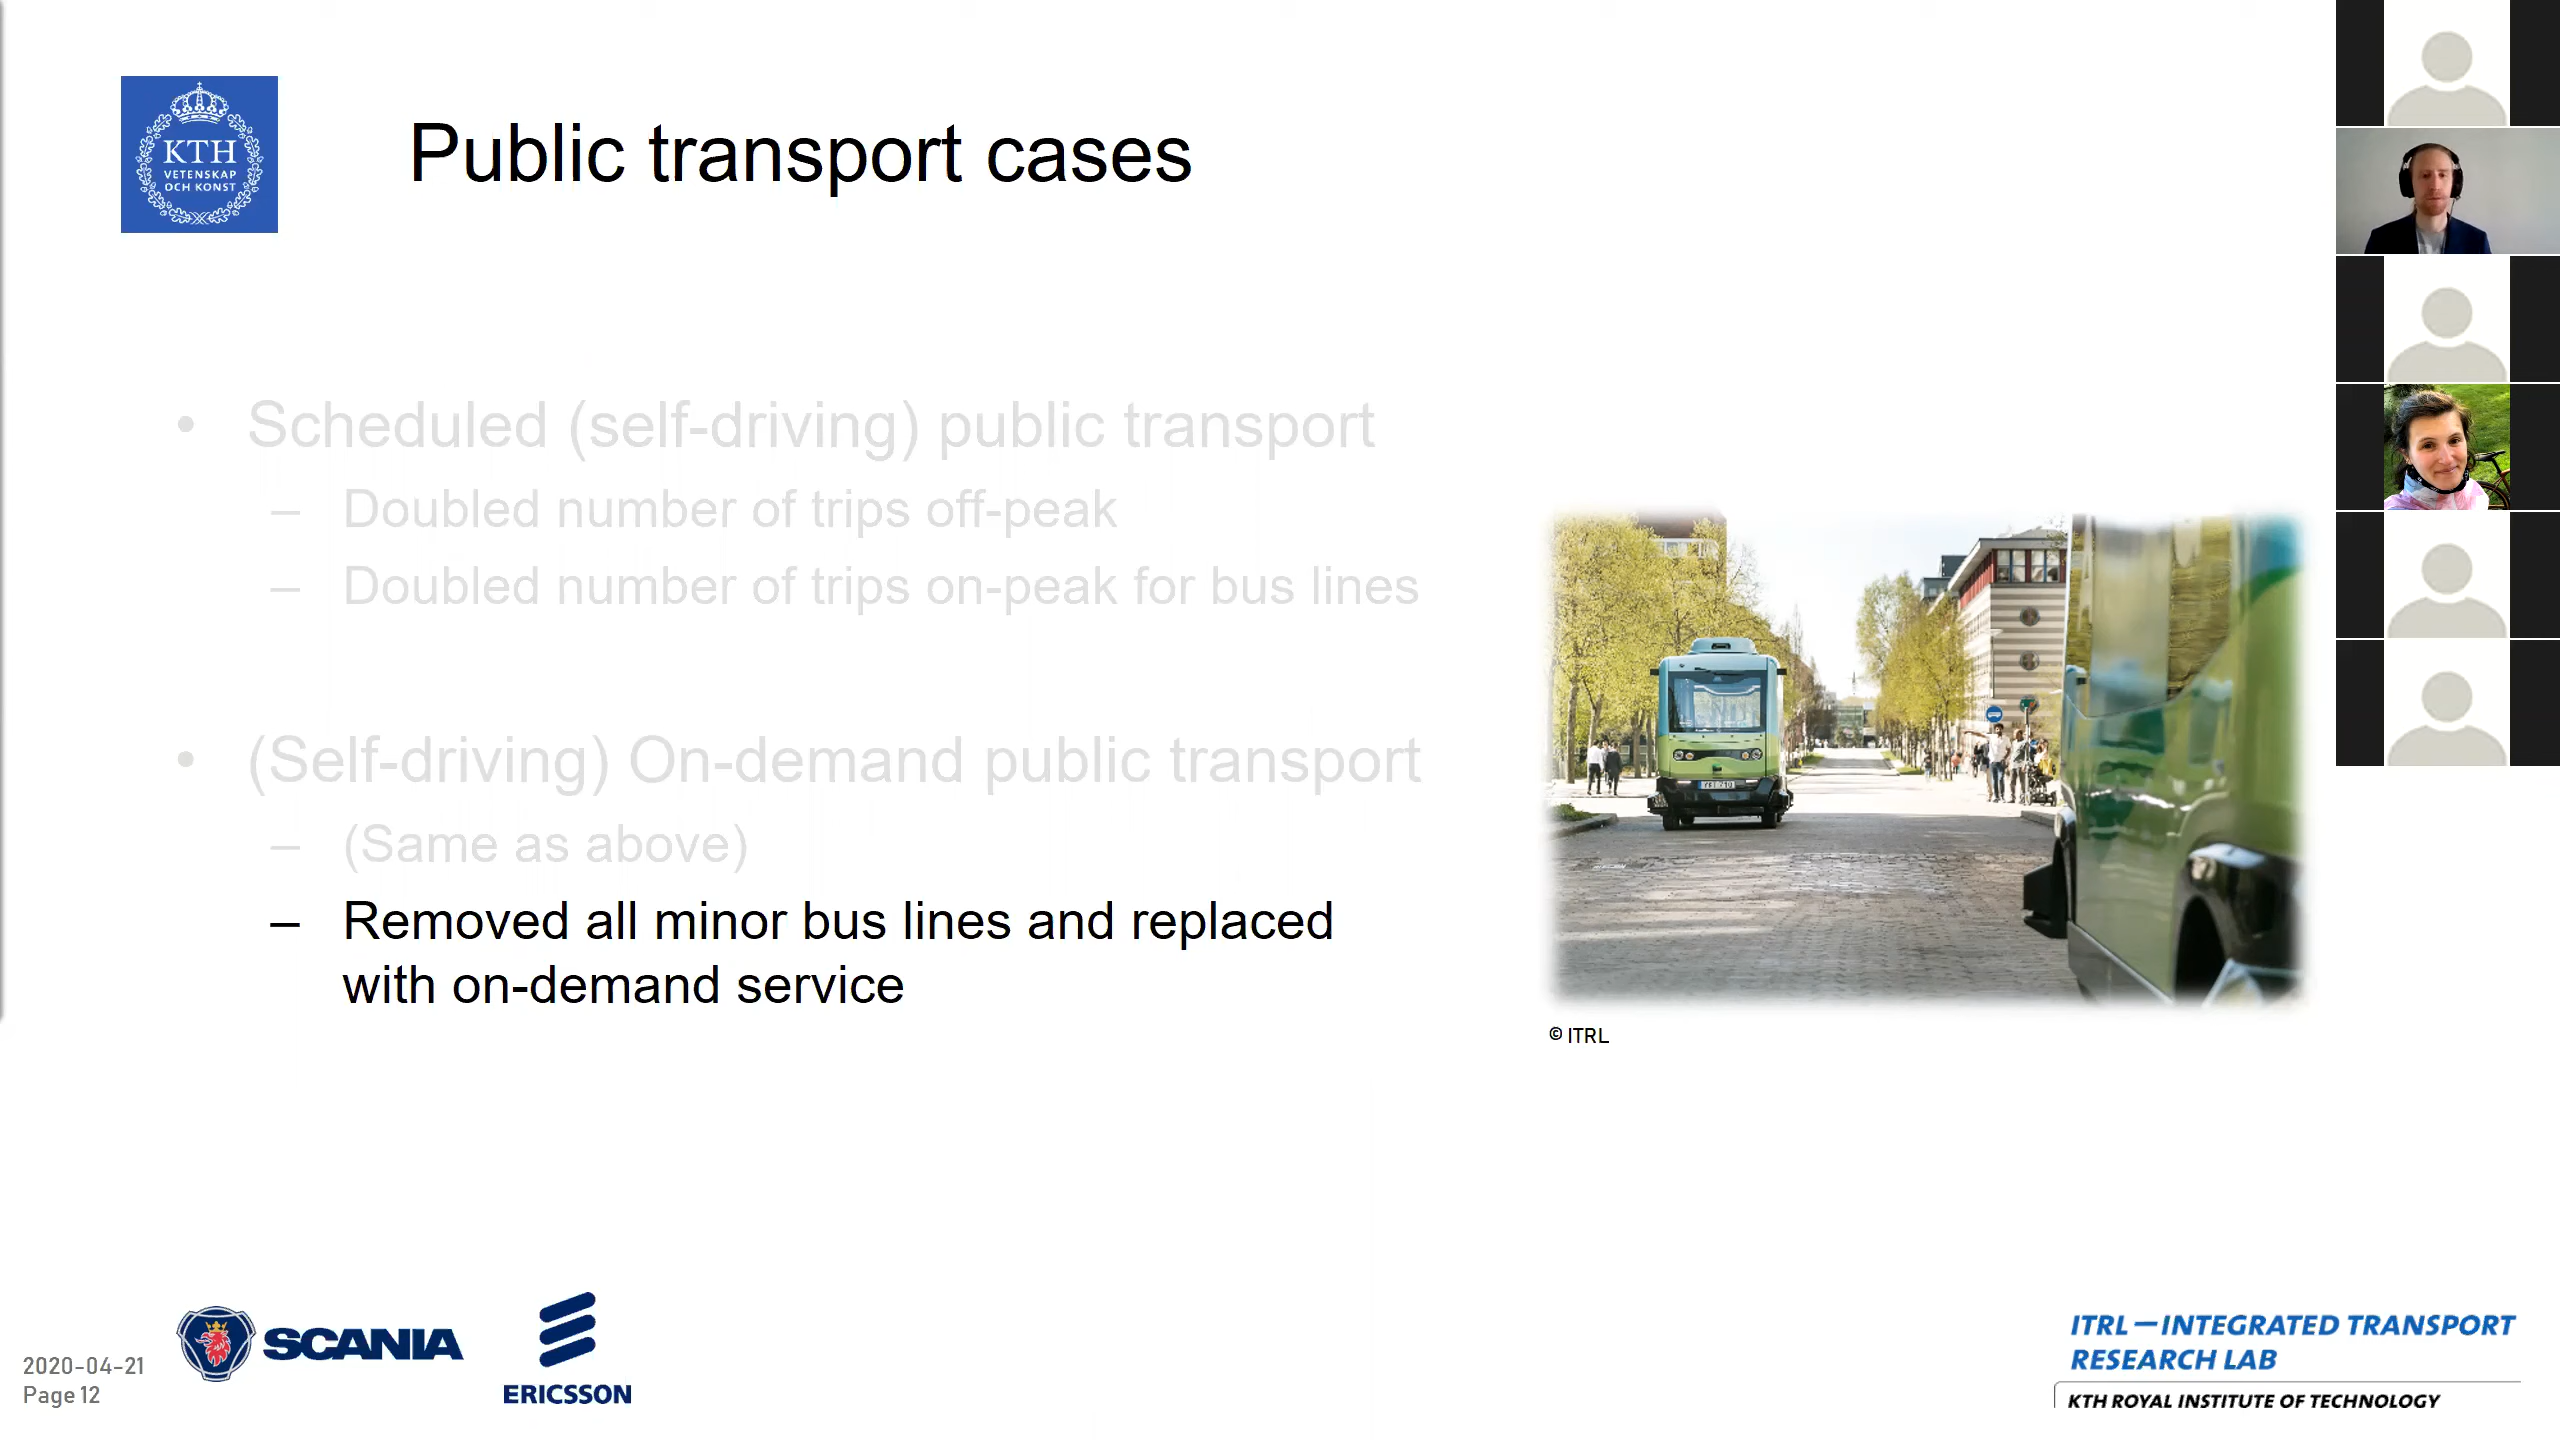 KTH
VETENSKAP
OCH KONST
Public transport cases
• Scheduled (self-driving) public transport
– Doubled number of trips off-peak
– Doubled number of trips on-peak for bus lines
• (Self-driving) On-demand public transport
– (Same as above)
– Removed all minor bus lines and replaced
with on-demand service
© ITRL
2020-04-21
Page 12
SCANIA
ERICSSON
ITRL – INTEGRATED TRANSPORT
RESEARCH LAB
KTH ROYAL INSTITUTE OF TECHNOLOGY